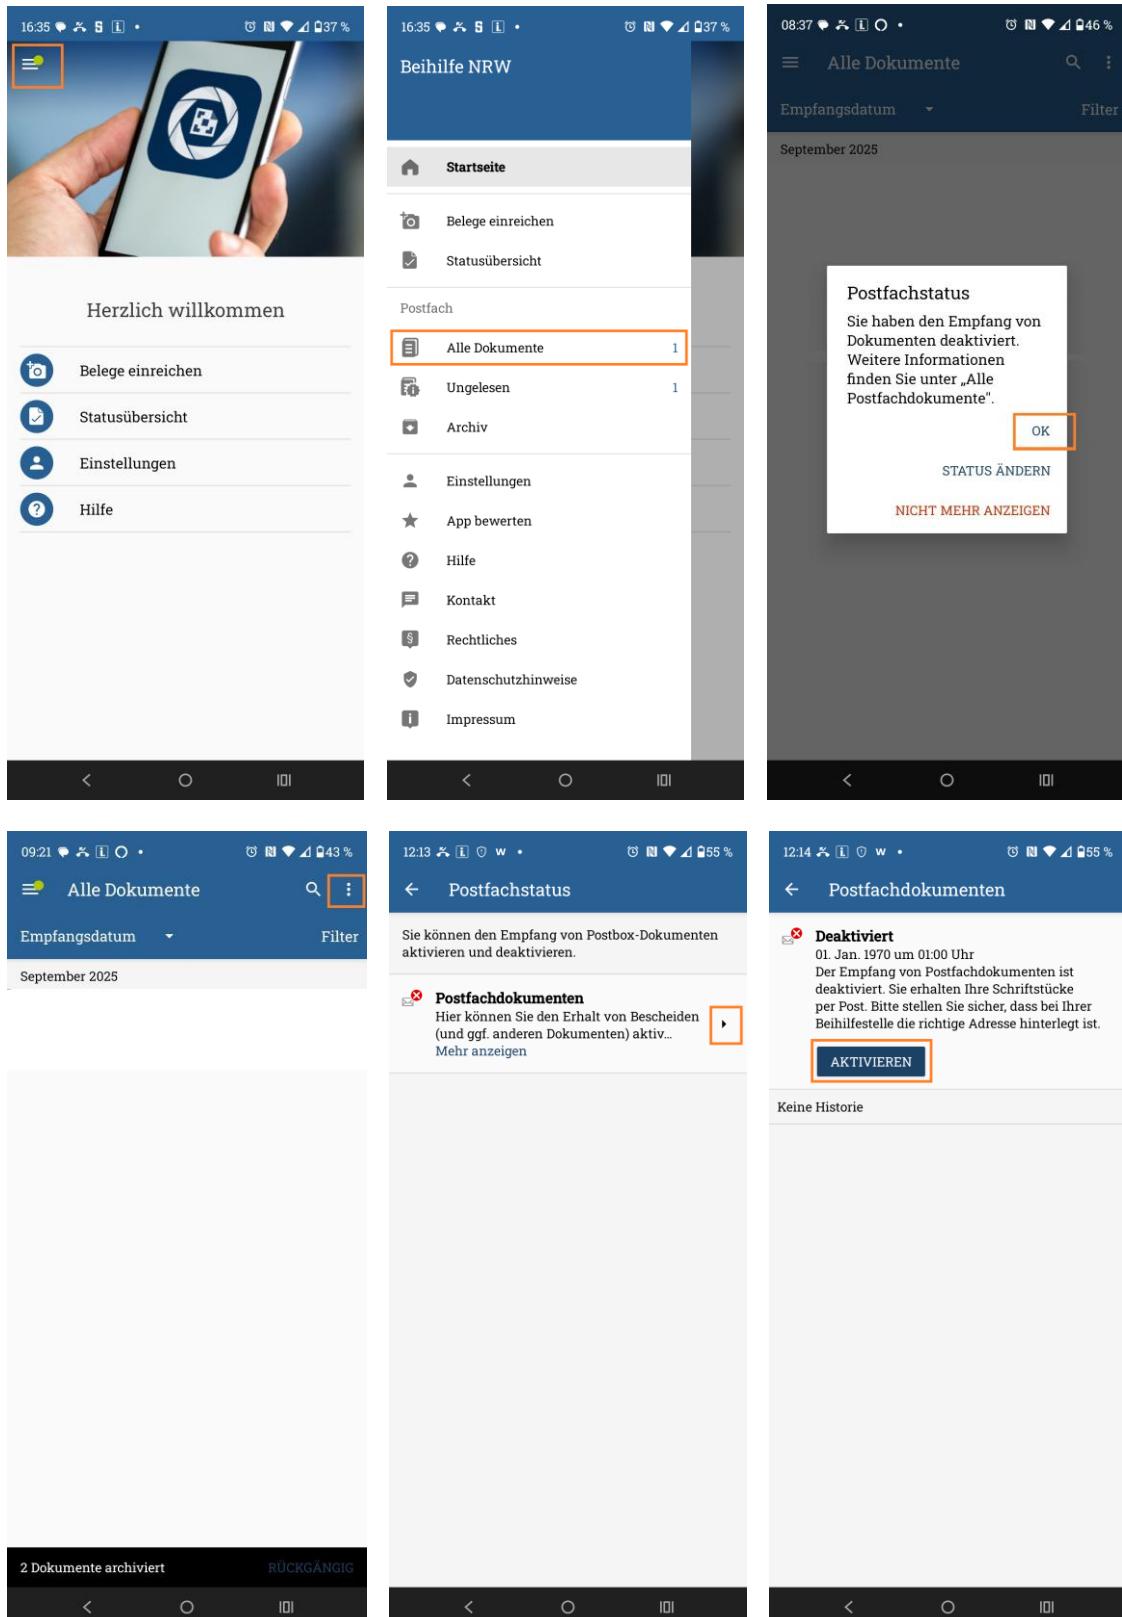 16:35
37 %
Herzlich willkommen
Belege einreichen
Statusübersicht
Einstellungen
Hilfe
16:35
37 %
Beihilfe NRW
Startseite
Belege einreichen
Statusübersicht
Postfach
Alle Dokumente 1
Ungelesen 1
Archiv
Einstellungen
App bewerten
Hilfe
Kontakt
Rechtliches
Datenschutzhinweise
Impressum
08:37
46 %
Alle Dokumente
Empfangsdatum Filter
September 2025
Postfachstatus
Sie haben den Empfang von
Dokumenten deaktiviert.
Weitere Informationen
finden Sie unter „Alle
Postfachdokumente".
OK
STATUS ÄNDERN
NICHT MEHR ANZEIGEN
09:21
43 %
Alle Dokumente
Empfangsdatum Filter
September 2025
2 Dokumente archiviert RÜCKGÄNGIG
12:13
55 %
Postfachstatus
Sie können den Empfang von Postbox-Dokumenten
aktivieren und deaktivieren.
Postfachdokumenten
Hier können Sie den Erhalt von Bescheiden
(und ggf. anderen Dokumenten) aktiv...
Mehr anzeigen
12:14
55 %
Postfachdokumenten
Deaktiviert
01. Jan. 1970 um 01:00 Uhr
Der Empfang von Postfachdokumenten ist
deaktiviert. Sie erhalten Ihre Schriftstücke
per Post. Bitte stellen Sie sicher, dass bei Ihrer
Beihilfestelle die richtige Adresse hinterlegt ist.
AKTIVIEREN
Keine Historie